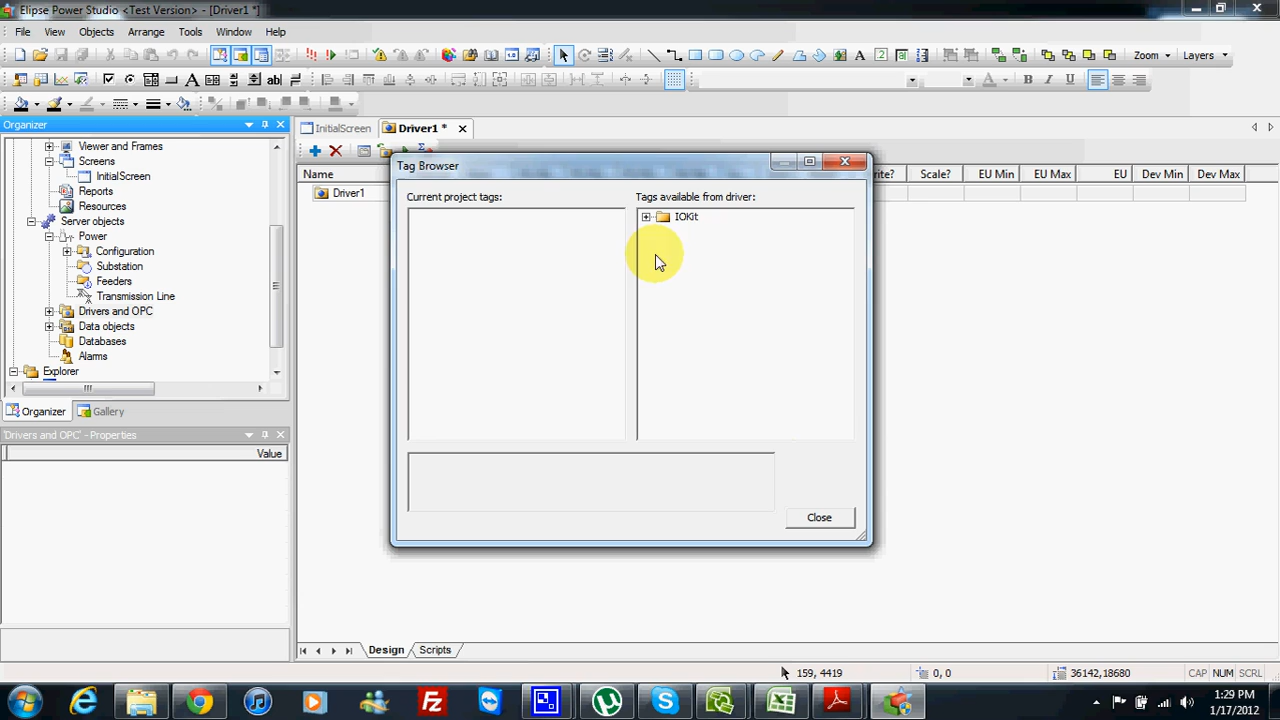 Elipse Power Studio <Test Version> - [Driver1 *]
File View Objects Arrange Tools Window Help
Zoom Layers
Organizer
InitialScreen Driver1 *
Viewer and Frames
Screens
InitialScreen
Reports
Resources
Server objects
Power
Configuration
Substation
Feeders
Transmission Line
Drivers and OPC
Data objects
Databases
Alarms
Explorer
Organizer Gallery
'Drivers and OPC' - Properties
Value
Name Scale? EU Min EU Max EU Dev Min Dev Max
Driver1
Tag Browser
Current project tags: Tags available from driver:
IOKit
Close
Design Scripts
159, 4419 0, 0 36142,18680 CAP NUM SCRL
1:29 PM
1/17/2012